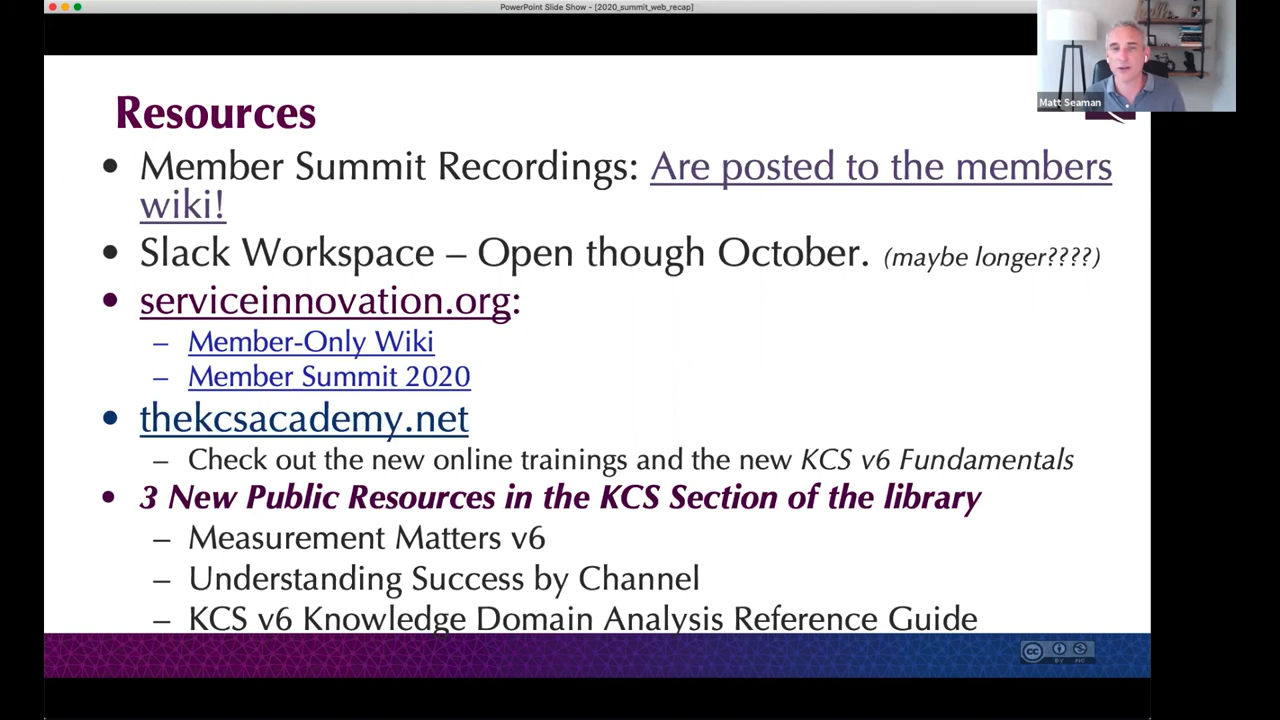 PowerPoint Slide Show - [2020_summit_web_recap]
Matt Seaman
Resources
• Member Summit Recordings: Are posted to the members
wiki!
• Slack Workspace – Open though October. (maybe longer????)
• serviceinnovation.org:
– Member-Only Wiki
– Member Summit 2020
• thekcsacademy.net
– Check out the new online trainings and the new KCS v6 Fundamentals
• 3 New Public Resources in the KCS Section of the library
– Measurement Matters v6
– Understanding Success by Channel
– KCS v6 Knowledge Domain Analysis Reference Guide
cc
BY NC